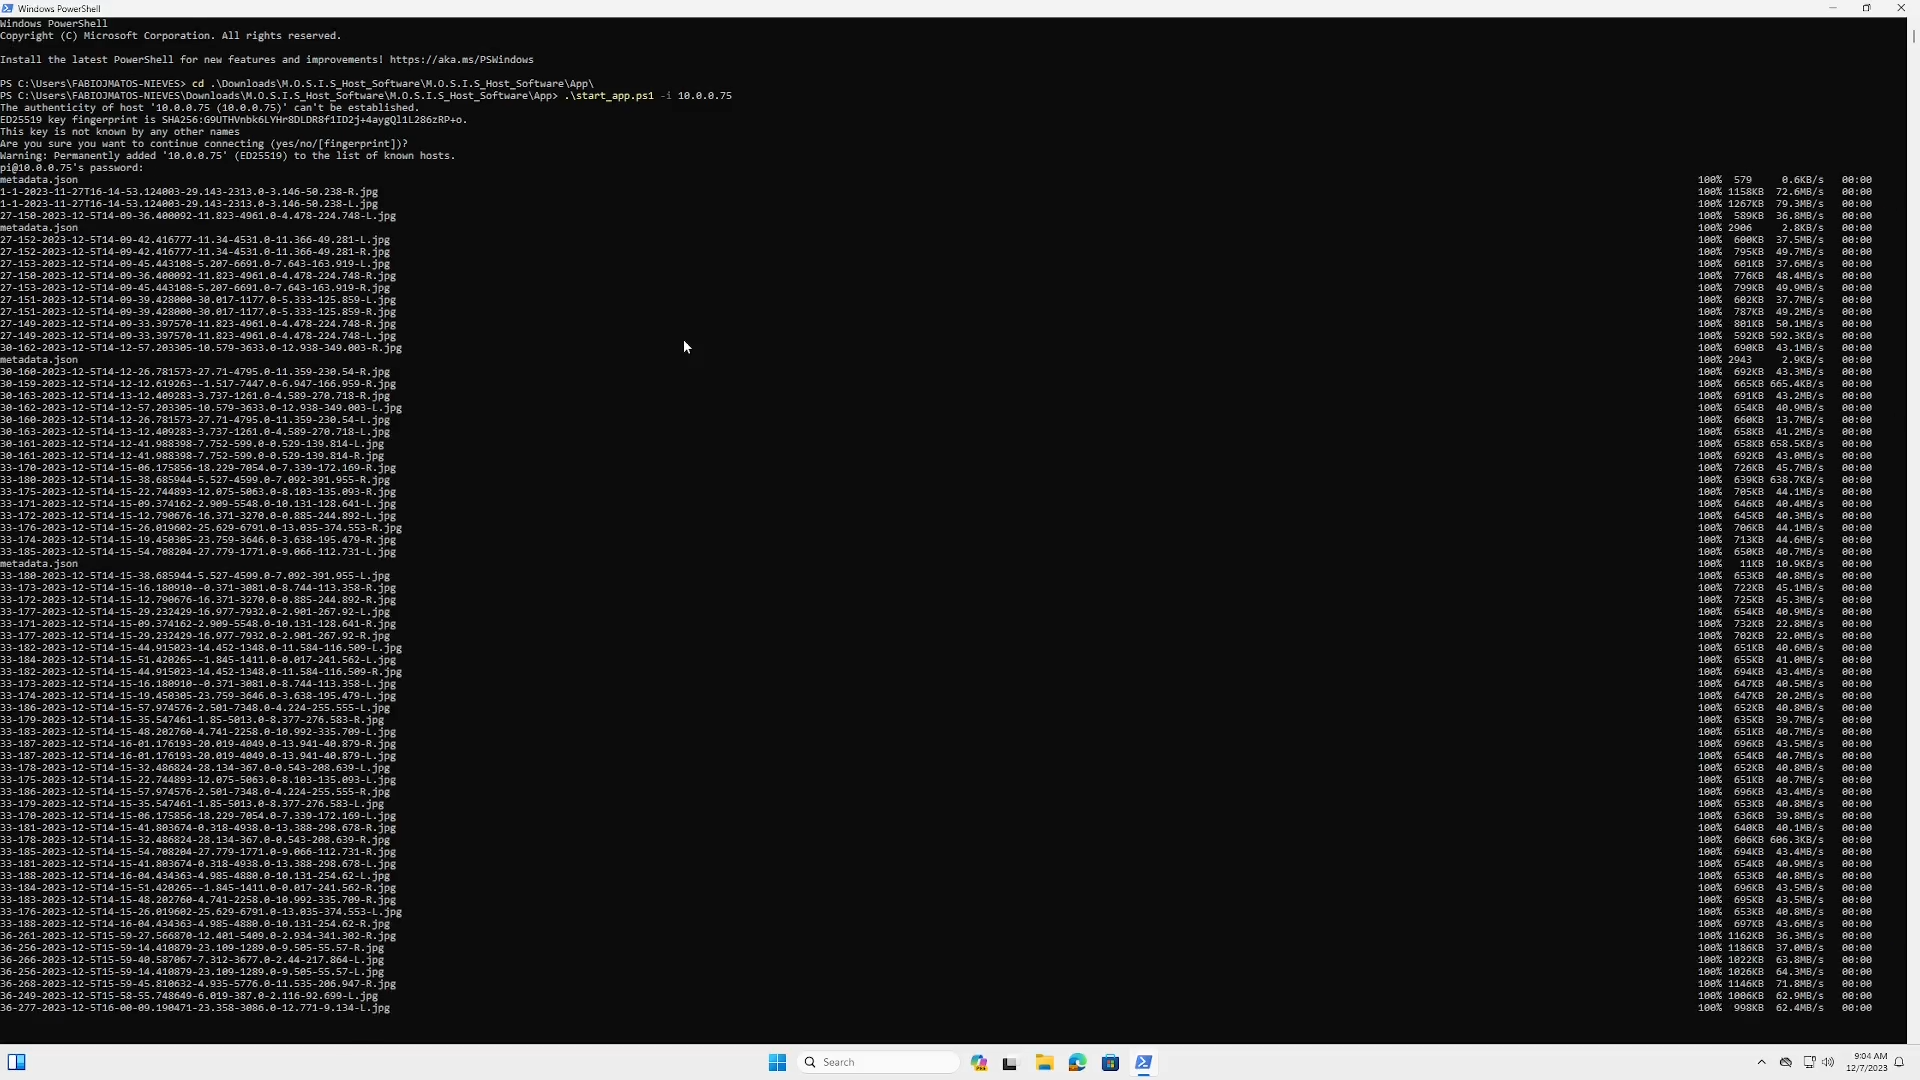 Windows PowerShell
Windows PowerShell
Copyright (C) Microsoft Corporation. All rights reserved.
Install the latest PowerShell for new features and improvements! https://aka.ms/PSWindows
PS C:\Users\FABIOJMATOS-NIEVES> cd .\Downloads\M.O.S.I.S_Host_Software\M.O.S.I.S_Host_Software\App\
PS C:\Users\FABIOJMATOS-NIEVES\Downloads\M.O.S.I.S_Host_Software\M.O.S.I.S_Host_Software\App> .\start_app.ps1 -i 10.0.0.75
The authenticity of host '10.0.0.75 (10.0.0.75)' can't be established.
ED25519 key fingerprint is SHA256:G9UTHVnbk6LYHr8DLDR8f1ID2j+4aygQl1L286zRP+o.
This key is not known by any other names
Are you sure you want to continue connecting (yes/no/[fingerprint])?
Warning: Permanently added '10.0.0.75' (ED25519) to the list of known hosts.
pi@10.0.0.75's password:
metadata.json 100% 579 0.6KB/s 00:00
1-1-2023-11-27T16-14-53.124003-29.143-2313.0-3.146-50.238-R.jpg 100% 1158KB 72.6MB/s 00:00
1-1-2023-11-27T16-14-53.124003-29.143-2313.0-3.146-50.238-L.jpg 100% 1267KB 79.3MB/s 00:00
27-150-2023-12-5T14-09-36.400092-11.823-4961.0-4.478-224.748-L.jpg 100% 589KB 36.8MB/s 00:00
metadata.json 100% 2906 2.8KB/s 00:00
27-152-2023-12-5T14-09-42.416777-11.34-4531.0-11.366-49.281-L.jpg 100% 600KB 37.5MB/s 00:00
27-152-2023-12-5T14-09-42.416777-11.34-4531.0-11.366-49.281-R.jpg 100% 795KB 49.7MB/s 00:00
27-153-2023-12-5T14-09-45.443108-5.207-6691.0-7.643-163.919-L.jpg 100% 601KB 37.6MB/s 00:00
27-150-2023-12-5T14-09-36.400092-11.823-4961.0-4.478-224.748-R.jpg 100% 776KB 48.4MB/s 00:00
27-153-2023-12-5T14-09-45.443108-5.207-6691.0-7.643-163.919-R.jpg 100% 799KB 49.9MB/s 00:00
27-151-2023-12-5T14-09-39.428000-30.017-1177.0-5.333-125.859-L.jpg 100% 602KB 37.7MB/s 00:00
27-151-2023-12-5T14-09-39.428000-30.017-1177.0-5.333-125.859-R.jpg 100% 787KB 49.2MB/s 00:00
27-149-2023-12-5T14-09-33.397570-11.823-4961.0-4.478-224.748-R.jpg 100% 801KB 50.1MB/s 00:00
27-149-2023-12-5T14-09-33.397570-11.823-4961.0-4.478-224.748-L.jpg 100% 592KB 592.3KB/s 00:00
30-162-2023-12-5T14-12-57.203305-10.579-3633.0-12.938-349.003-R.jpg 100% 690KB 43.1MB/s 00:00
metadata.json 100% 2943 2.9KB/s 00:00
30-160-2023-12-5T14-12-26.781573-27.71-4795.0-11.359-230.54-R.jpg 100% 692KB 43.3MB/s 00:00
30-159-2023-12-5T14-12-12.619263--1.517-7447.0-6.947-166.959-R.jpg 100% 665KB 665.4KB/s 00:00
30-163-2023-12-5T14-13-12.409283-3.737-1261.0-4.589-270.718-R.jpg 100% 691KB 43.2MB/s 00:00
30-162-2023-12-5T14-12-57.203305-10.579-3633.0-12.938-349.003-L.jpg 100% 654KB 40.9MB/s 00:00
30-160-2023-12-5T14-12-26.781573-27.71-4795.0-11.359-230.54-L.jpg 100% 660KB 13.7MB/s 00:00
30-163-2023-12-5T14-13-12.409283-3.737-1261.0-4.589-270.718-L.jpg 100% 658KB 41.2MB/s 00:00
30-161-2023-12-5T14-12-41.988398-7.752-599.0-0.529-139.814-L.jpg 100% 658KB 658.5KB/s 00:00
30-161-2023-12-5T14-12-41.988398-7.752-599.0-0.529-139.814-R.jpg 100% 692KB 43.0MB/s 00:00
33-170-2023-12-5T14-15-06.175856-18.229-7054.0-7.339-172.169-R.jpg 100% 726KB 45.7MB/s 00:00
33-180-2023-12-5T14-15-38.685944-5.527-4599.0-7.092-391.955-R.jpg 100% 639KB 638.7KB/s 00:00
33-175-2023-12-5T14-15-22.744893-12.075-5063.0-8.103-135.093-R.jpg 100% 705KB 44.1MB/s 00:00
33-171-2023-12-5T14-15-09.374162-2.909-5548.0-10.131-128.641-L.jpg 100% 646KB 40.4MB/s 00:00
33-172-2023-12-5T14-15-12.790676-16.371-3270.0-0.885-244.892-L.jpg 100% 645KB 40.3MB/s 00:00
33-176-2023-12-5T14-15-26.019602-25.629-6791.0-13.035-374.553-R.jpg 100% 706KB 44.1MB/s 00:00
33-174-2023-12-5T14-15-19.450305-23.759-3646.0-3.638-195.479-R.jpg 100% 713KB 44.6MB/s 00:00
33-185-2023-12-5T14-15-54.708204-27.779-1771.0-9.066-112.731-L.jpg 100% 650KB 40.7MB/s 00:00
metadata.json 100% 11KB 10.9KB/s 00:00
33-180-2023-12-5T14-15-38.685944-5.527-4599.0-7.092-391.955-L.jpg 100% 653KB 40.8MB/s 00:00
33-173-2023-12-5T14-15-16.180910--0.371-3081.0-8.744-113.358-R.jpg 100% 722KB 45.1MB/s 00:00
33-172-2023-12-5T14-15-12.790676-16.371-3270.0-0.885-244.892-R.jpg 100% 725KB 45.3MB/s 00:00
33-177-2023-12-5T14-15-29.232429-16.977-7932.0-2.901-267.92-L.jpg 100% 654KB 40.9MB/s 00:00
33-171-2023-12-5T14-15-09.374162-2.909-5548.0-10.131-128.641-R.jpg 100% 732KB 22.8MB/s 00:00
33-177-2023-12-5T14-15-29.232429-16.977-7932.0-2.901-267.92-R.jpg 100% 702KB 22.0MB/s 00:00
33-182-2023-12-5T14-15-44.915023-14.452-1348.0-11.584-116.509-L.jpg 100% 651KB 40.6MB/s 00:00
33-184-2023-12-5T14-15-51.420265--1.845-1411.0-0.017-241.562-L.jpg 100% 655KB 41.0MB/s 00:00
33-182-2023-12-5T14-15-44.915023-14.452-1348.0-11.584-116.509-R.jpg 100% 694KB 43.4MB/s 00:00
33-173-2023-12-5T14-15-16.180910--0.371-3081.0-8.744-113.358-L.jpg 100% 647KB 40.5MB/s 00:00
33-174-2023-12-5T14-15-19.450305-23.759-3646.0-3.638-195.479-L.jpg 100% 647KB 20.2MB/s 00:00
33-186-2023-12-5T14-15-57.974576-2.501-7348.0-4.224-255.555-L.jpg 100% 652KB 40.8MB/s 00:00
33-179-2023-12-5T14-15-35.547461-1.85-5013.0-8.377-276.583-R.jpg 100% 635KB 39.7MB/s 00:00
33-183-2023-12-5T14-15-48.202760-4.741-2258.0-10.992-335.709-L.jpg 100% 651KB 40.7MB/s 00:00
33-187-2023-12-5T14-16-01.176193-20.019-4049.0-13.941-40.879-R.jpg 100% 696KB 43.5MB/s 00:00
33-187-2023-12-5T14-16-01.176193-20.019-4049.0-13.941-40.879-L.jpg 100% 654KB 40.7MB/s 00:00
33-178-2023-12-5T14-15-32.486824-28.134-367.0-0.543-208.639-L.jpg 100% 652KB 40.8MB/s 00:00
33-175-2023-12-5T14-15-22.744893-12.075-5063.0-8.103-135.093-L.jpg 100% 651KB 40.7MB/s 00:00
33-186-2023-12-5T14-15-57.974576-2.501-7348.0-4.224-255.555-R.jpg 100% 696KB 43.4MB/s 00:00
33-179-2023-12-5T14-15-35.547461-1.85-5013.0-8.377-276.583-L.jpg 100% 653KB 40.8MB/s 00:00
33-170-2023-12-5T14-15-06.175856-18.229-7054.0-7.339-172.169-L.jpg 100% 636KB 39.8MB/s 00:00
33-181-2023-12-5T14-15-41.803674-0.318-4938.0-13.388-298.678-R.jpg 100% 640KB 40.1MB/s 00:00
33-178-2023-12-5T14-15-32.486824-28.134-367.0-0.543-208.639-R.jpg 100% 606KB 606.3KB/s 00:00
33-185-2023-12-5T14-15-54.708204-27.779-1771.0-9.066-112.731-R.jpg 100% 694KB 43.4MB/s 00:00
33-181-2023-12-5T14-15-41.803674-0.318-4938.0-13.388-298.678-L.jpg 100% 654KB 40.9MB/s 00:00
33-188-2023-12-5T14-16-04.434363-4.985-4880.0-10.131-254.62-L.jpg 100% 653KB 40.8MB/s 00:00
33-184-2023-12-5T14-15-51.420265--1.845-1411.0-0.017-241.562-R.jpg 100% 696KB 43.5MB/s 00:00
33-183-2023-12-5T14-15-48.202760-4.741-2258.0-10.992-335.709-R.jpg 100% 695KB 43.5MB/s 00:00
33-176-2023-12-5T14-15-26.019602-25.629-6791.0-13.035-374.553-L.jpg 100% 653KB 40.8MB/s 00:00
33-188-2023-12-5T14-16-04.434363-4.985-4880.0-10.131-254.62-R.jpg 100% 697KB 43.6MB/s 00:00
36-261-2023-12-5T15-59-27.566870-12.401-5409.0-2.934-341.302-R.jpg 100% 1162KB 36.3MB/s 00:00
36-256-2023-12-5T15-59-14.410879-23.109-1289.0-9.505-55.57-R.jpg 100% 1186KB 37.0MB/s 00:00
36-266-2023-12-5T15-59-40.587067-7.312-3677.0-2.44-217.864-L.jpg 100% 1022KB 63.8MB/s 00:00
36-256-2023-12-5T15-59-14.410879-23.109-1289.0-9.505-55.57-L.jpg 100% 1026KB 64.3MB/s 00:00
36-268-2023-12-5T15-59-45.810632-4.935-5776.0-11.535-206.947-R.jpg 100% 1146KB 71.8MB/s 00:00
36-249-2023-12-5T15-58-55.748649-6.019-387.0-2.116-92.699-L.jpg 100% 1006KB 62.9MB/s 00:00
36-277-2023-12-5T16-00-09.190471-23.358-3086.0-12.771-9.134-L.jpg 100% 998KB 62.4MB/s 00:00
Search
9:04 AM
12/7/2023